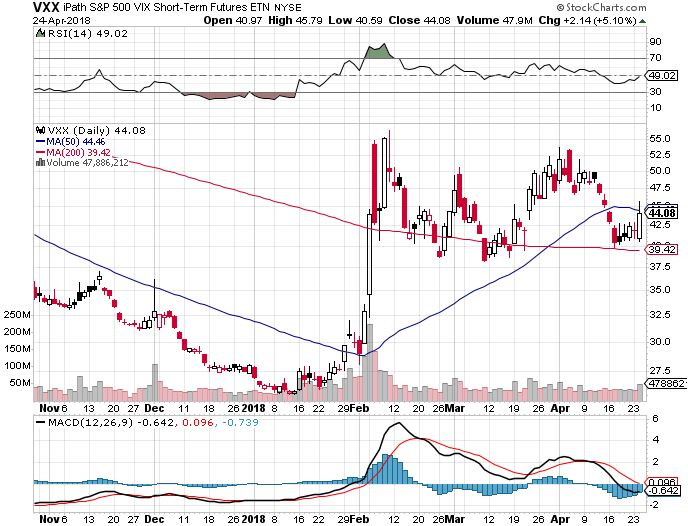 VXX iPath S&P 500 VIX Short-Term Futures ETN NYSE © StockCharts.com
24-Apr-2018 Open 40.97 High 45.79 Low 40.59 Close 44.08 Volume 47.9M Chg +2.14 (+5.10%)
RSI(14) 49.02
90
70
50
49.02
30
10
VXX (Daily) 44.08
MA(50) 44.46
MA(200) 39.42
Volume 47,886,212
55.0
52.5
50.0
47.5
44.08
42.5
39.42
37.5
35.0
32.5
30.0
27.5
250M
200M
150M
100M
50M
478862
Nov 6 13 20 27 Dec 11 18 26 2018 8 16 22 29 Feb 12 20 26 Mar 12 19 26 Apr 9 16 23
MACD(12,26,9) -0.642, 0.096, -0.739
6
4
2
0.096
-0.642
-2
Nov 6 13 20 27 Dec 11 18 26 2018 8 16 22 29 Feb 12 20 26 Mar 12 19 26 Apr 9 16 23